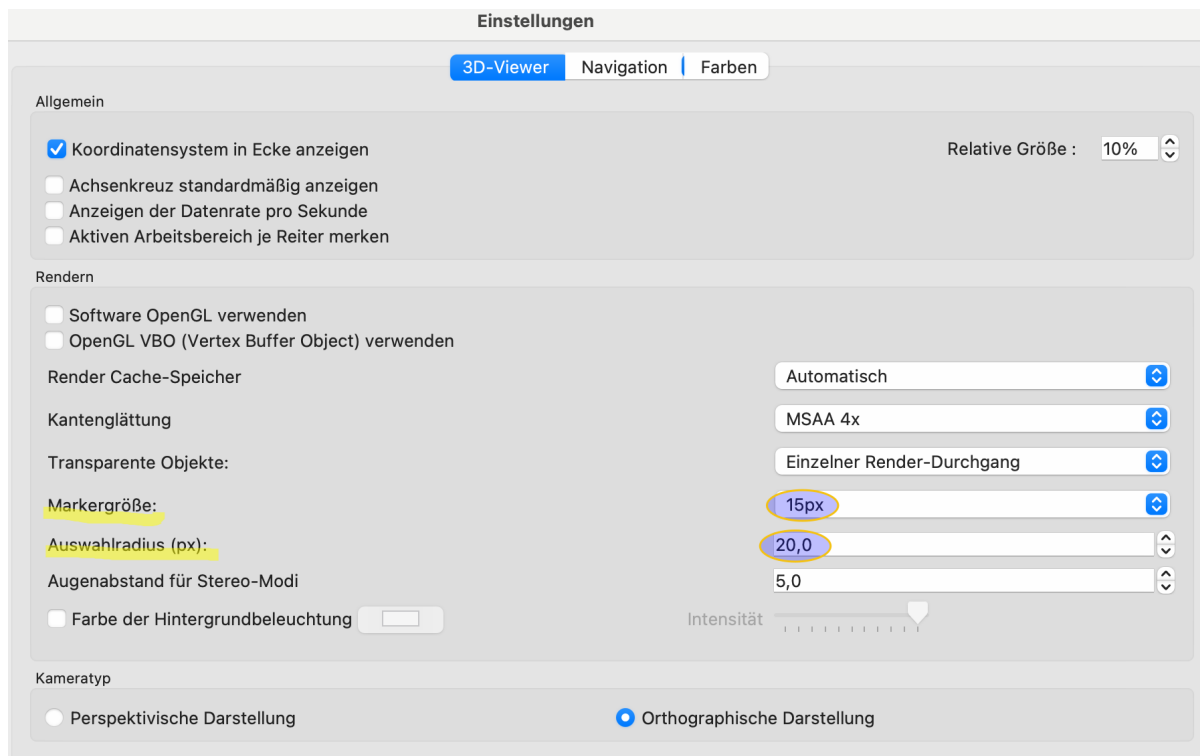 Einstellungen
3D-Viewer Navigation Farben
Allgemein
Koordinatensystem in Ecke anzeigen Relative Größe : 10%
Achsenkreuz standardmäßig anzeigen
Anzeigen der Datenrate pro Sekunde
Aktiven Arbeitsbereich je Reiter merken
Rendern
Software OpenGL verwenden
OpenGL VBO (Vertex Buffer Object) verwenden
Render Cache-Speicher Automatisch
Kantenglättung MSAA 4x
Transparente Objekte: Einzelner Render-Durchgang
Markergröße: 15px
Auswahlradius (px): 20,0
Augenabstand für Stereo-Modi 5,0
Farbe der Hintergrundbeleuchtung Intensität
Kameratyp
Perspektivische Darstellung Orthographische Darstellung